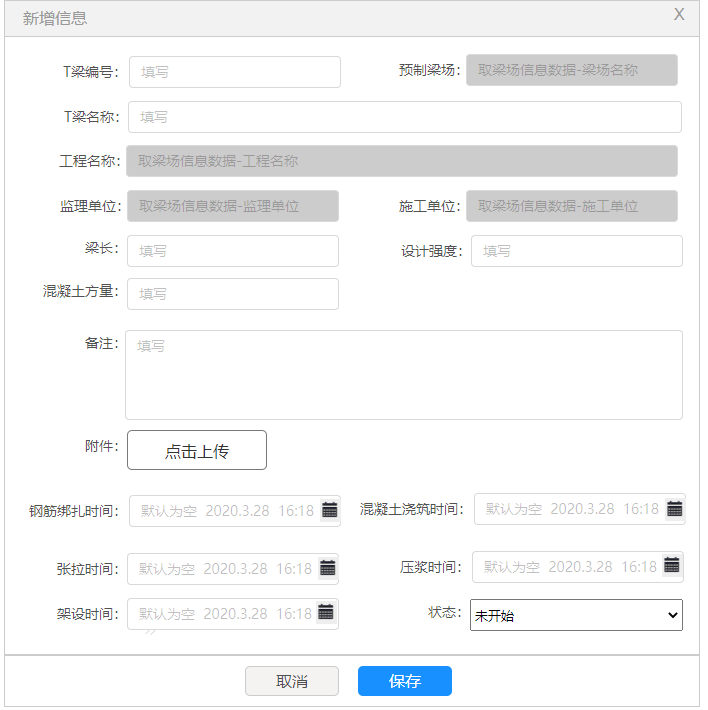 新增信息 X
T梁编号： 填写 预制梁场： 取梁场信息数据-梁场名称
T梁名称： 填写
工程名称： 取梁场信息数据-工程名称
监理单位： 取梁场信息数据-监理单位 施工单位： 取梁场信息数据-施工单位
梁长： 填写 设计强度： 填写
混凝土方量： 填写
备注： 填写
附件： 点击上传
钢筋绑扎时间： 默认为空 2020.3.28 16:18 混凝土浇筑时间： 默认为空 2020.3.28 16:18
张拉时间： 默认为空 2020.3.28 16:18 压浆时间： 默认为空 2020.3.28 16:18
架设时间： 默认为空 2020.3.28 16:18 状态： 未开始
取消 保存